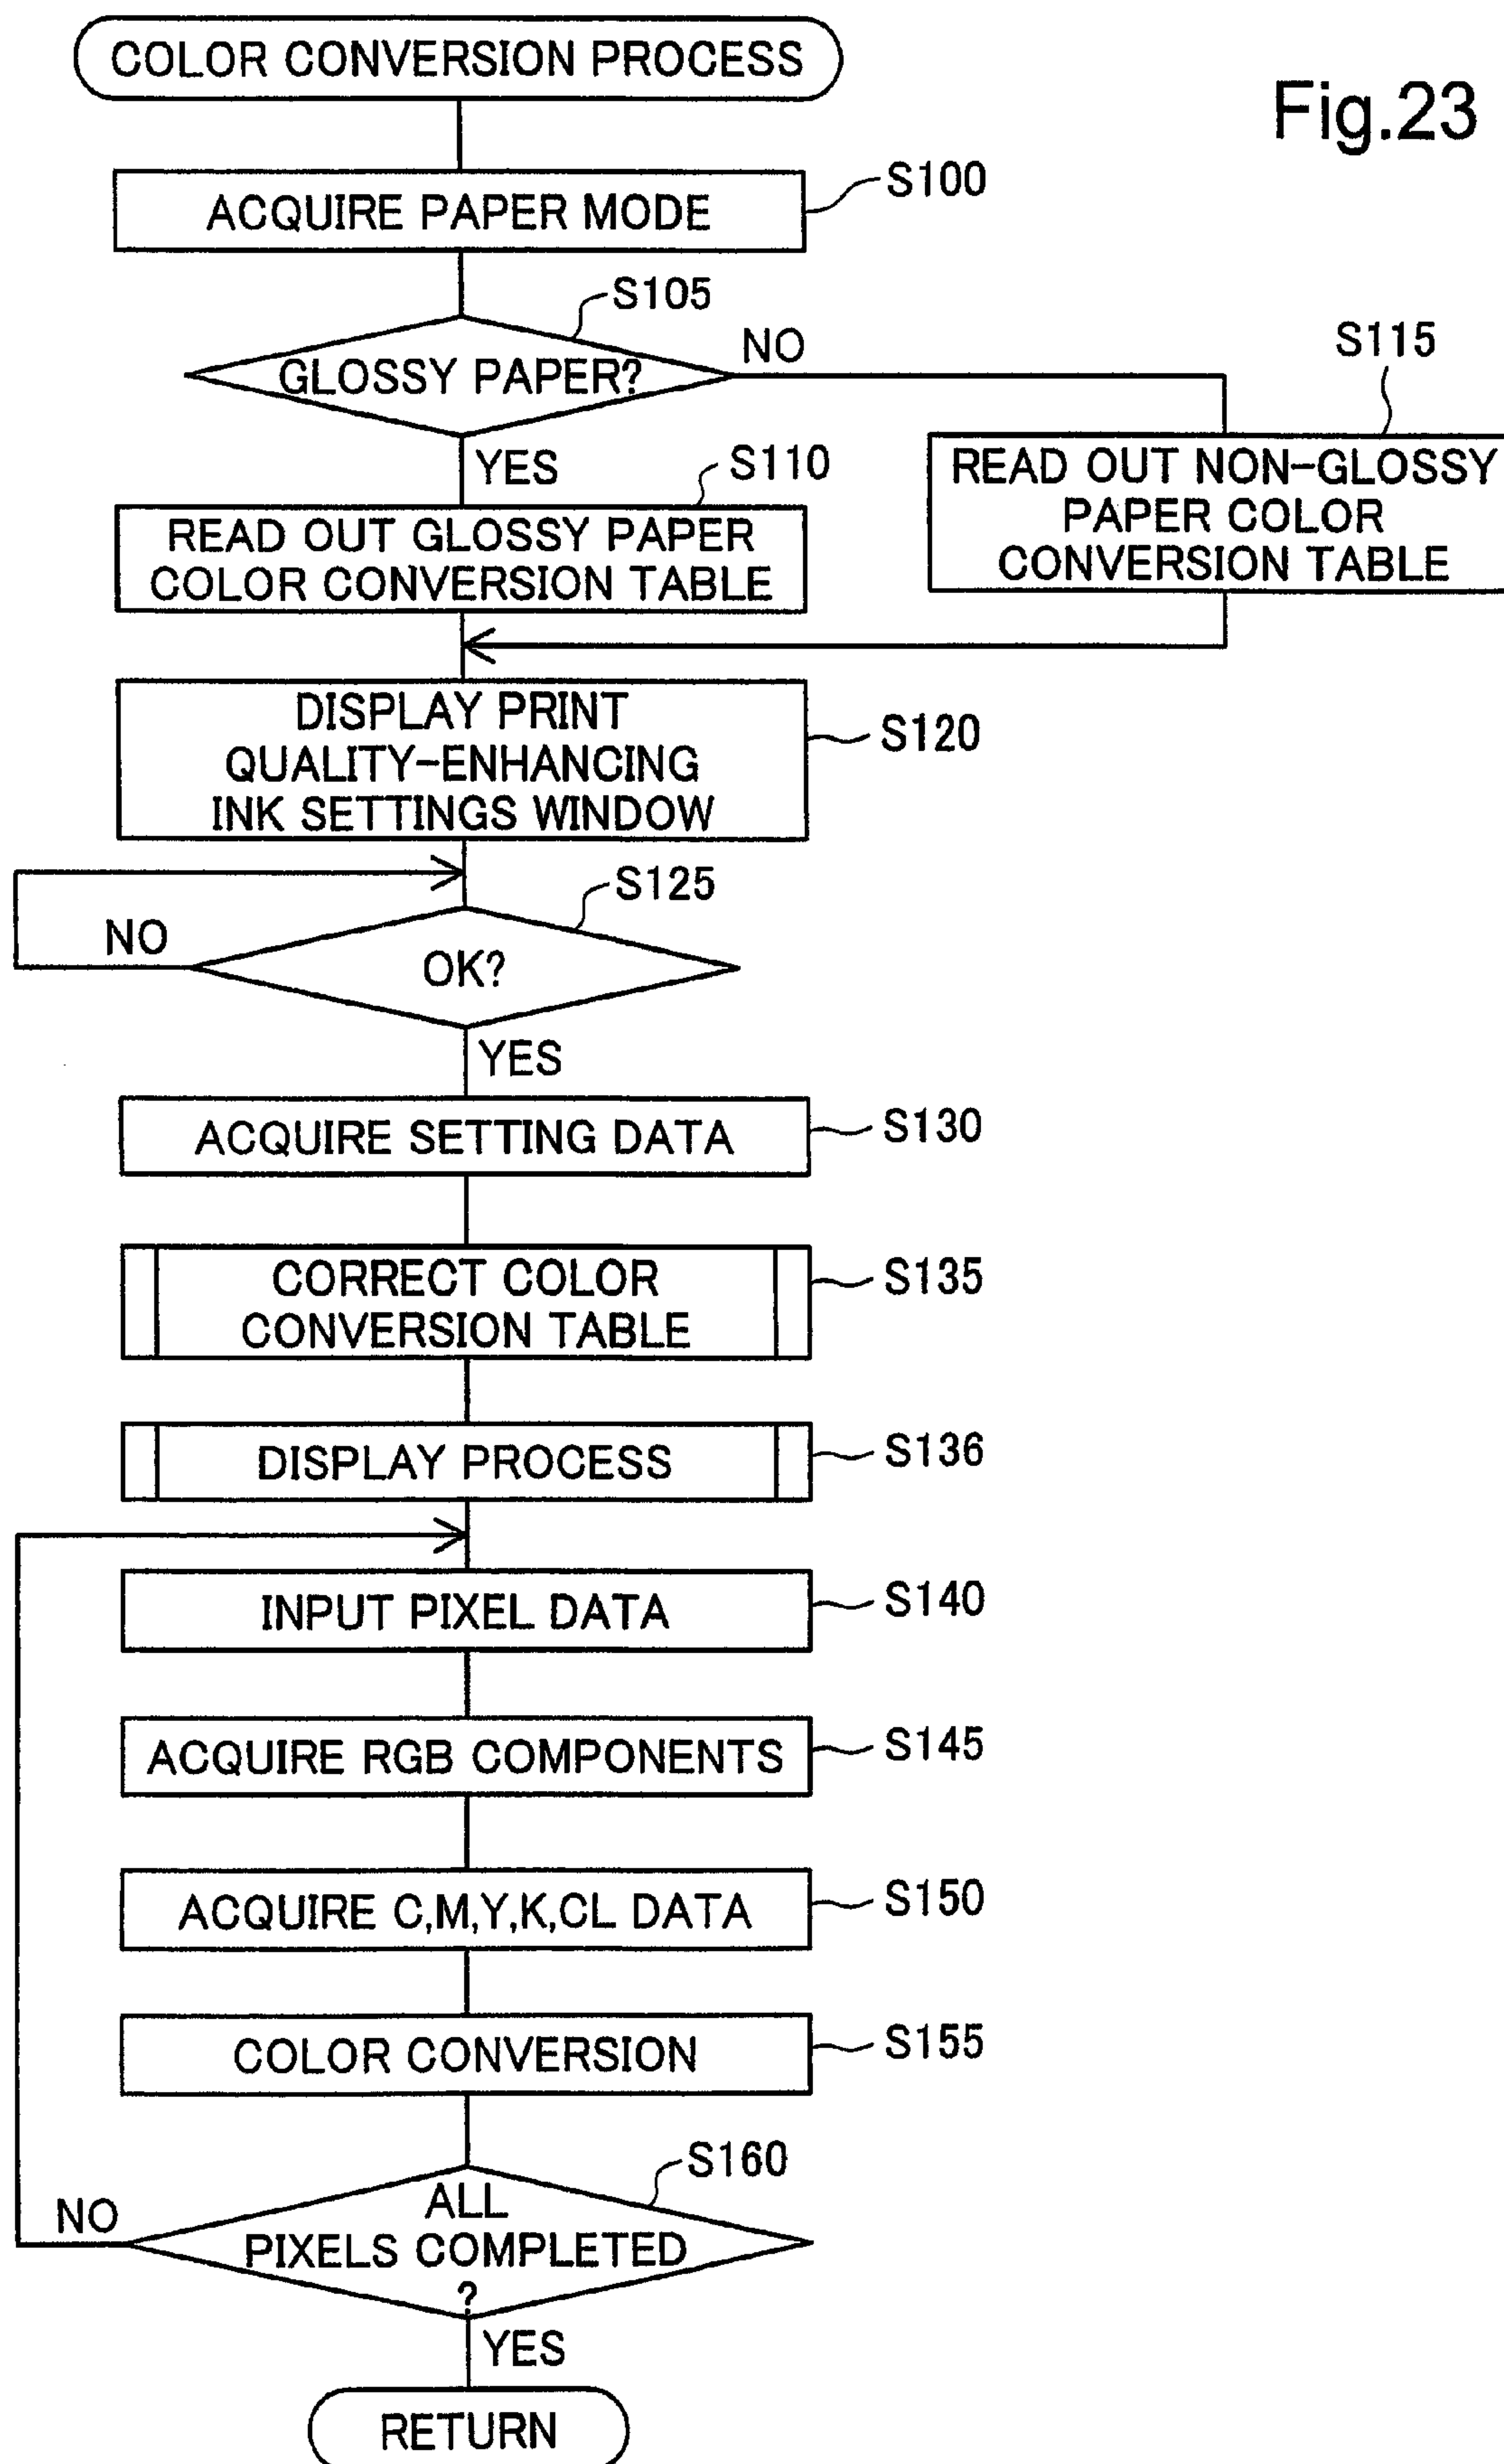 COLOR CONVERSION PROCESS
Fig.23
S100
ACQUIRE PAPER MODE
S105
GLOSSY PAPER?
NO
S115
YES
S110
READ OUT GLOSSY PAPER
COLOR CONVERSION TABLE
READ OUT NON-GLOSSY
PAPER COLOR
CONVERSION TABLE
DISPLAY PRINT
QUALITY-ENHANCING
INK SETTINGS WINDOW
S120
S125
NO
OK?
YES
ACQUIRE SETTING DATA
S130
CORRECT COLOR
CONVERSION TABLE
S135
DISPLAY PROCESS
S136
INPUT PIXEL DATA
S140
ACQUIRE RGB COMPONENTS
S145
ACQUIRE C,M,Y,K,CL DATA
S150
COLOR CONVERSION
S155
S160
NO
ALL
PIXELS COMPLETED
?
YES
RETURN